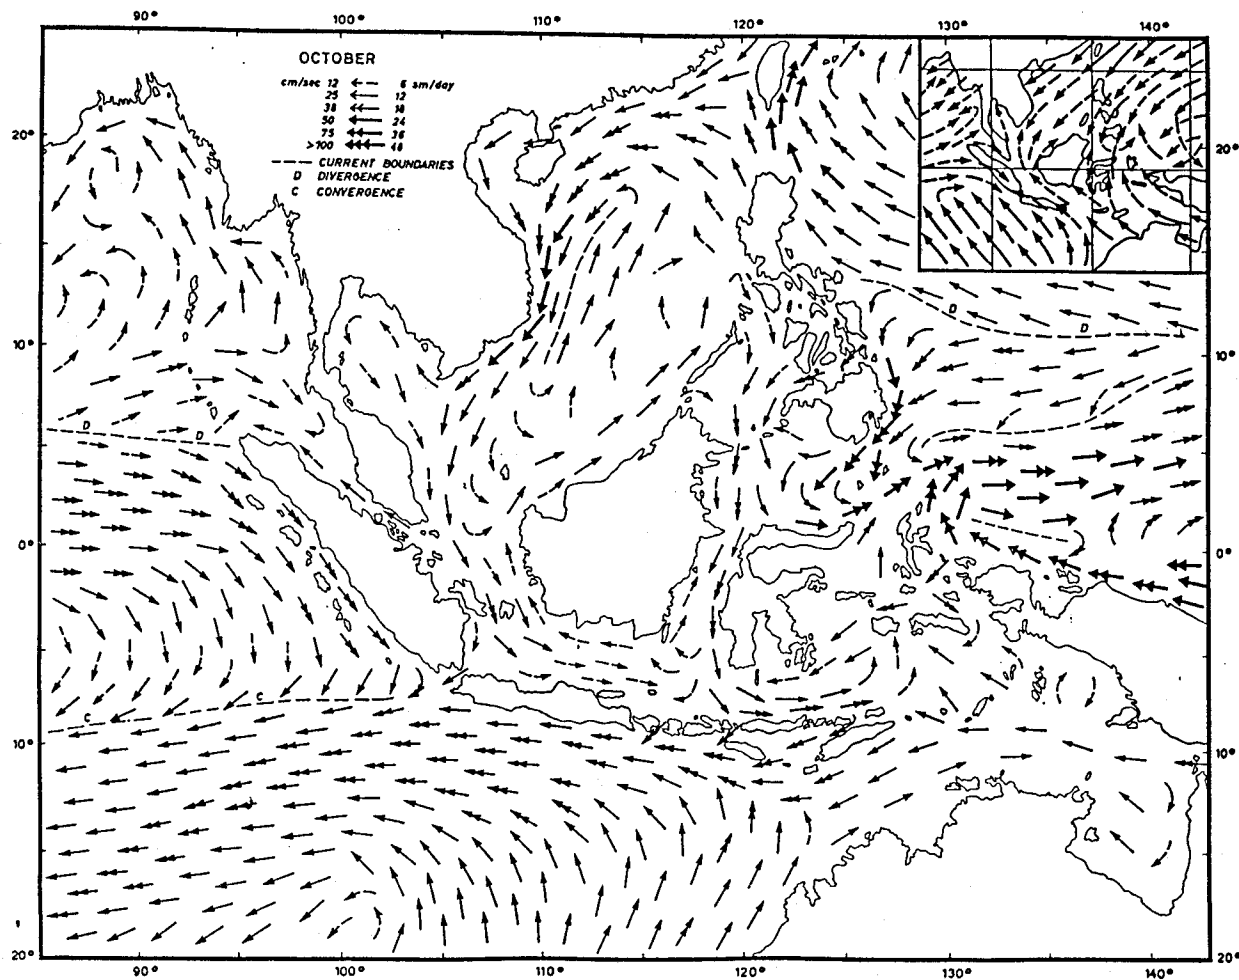 90° 100° 110° 120° 130° 140°
OCTOBER
cm/sec 12 6 sm/day
25 12
38 18
50 24
75 36
>100 48
CURRENT BOUNDARIES
D DIVERGENCE
C CONVERGENCE
20° 20°
D
D
10° 10°
D D
0° 0°
C
C
10° 10°
20° 20°
90° 100° 110° 120° 130° 140°